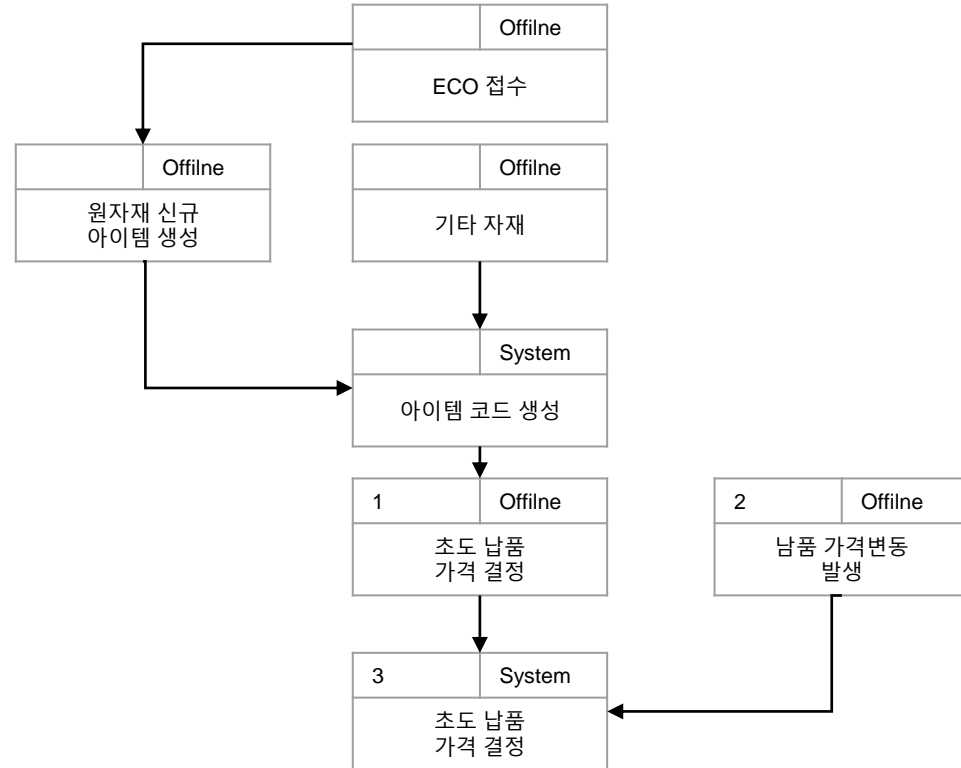 Offilne
ECO 접수
Offilne
원자재 신규
아이템 생성
Offilne
기타 자재
System
아이템 코드 생성
1 Offilne
초도 납품
가격 결정
2 Offilne
남품 가격변동
발생
3 System
초도 납품
가격 결정